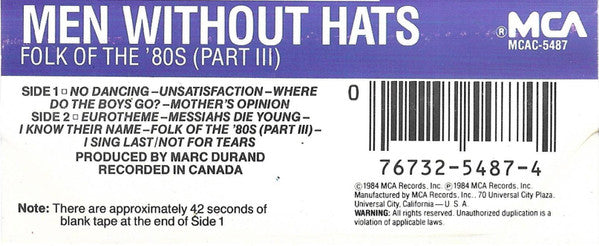 MEN WITHOUT HATS
FOLK OF THE '80S (PART III)
® MCA
MCAC-5487
SIDE 1 □ NO DANCING–UNSATISFACTION–WHERE
DO THE BOYS GO?–MOTHER'S OPINION
SIDE 2 □ EUROTHEME–MESSIAHS DIE YOUNG–
I KNOW THEIR NAME–FOLK OF THE '80S (PART III)–
I SING LAST/NOT FOR TEARS
PRODUCED BY MARC DURAND
RECORDED IN CANADA
Note: There are approximately 42 seconds of
blank tape at the end of Side 1
0
76732-5487-4
©1984 MCA Records. Inc. ℗ 1984 MCA Records. Inc.
Manufactured by MCA Records, Inc., 70 Universal City Plaza.
Universal City, California—U. S. A.
WARNING: All rights reserved. Unauthorized duplication is a
violation of applicable laws.